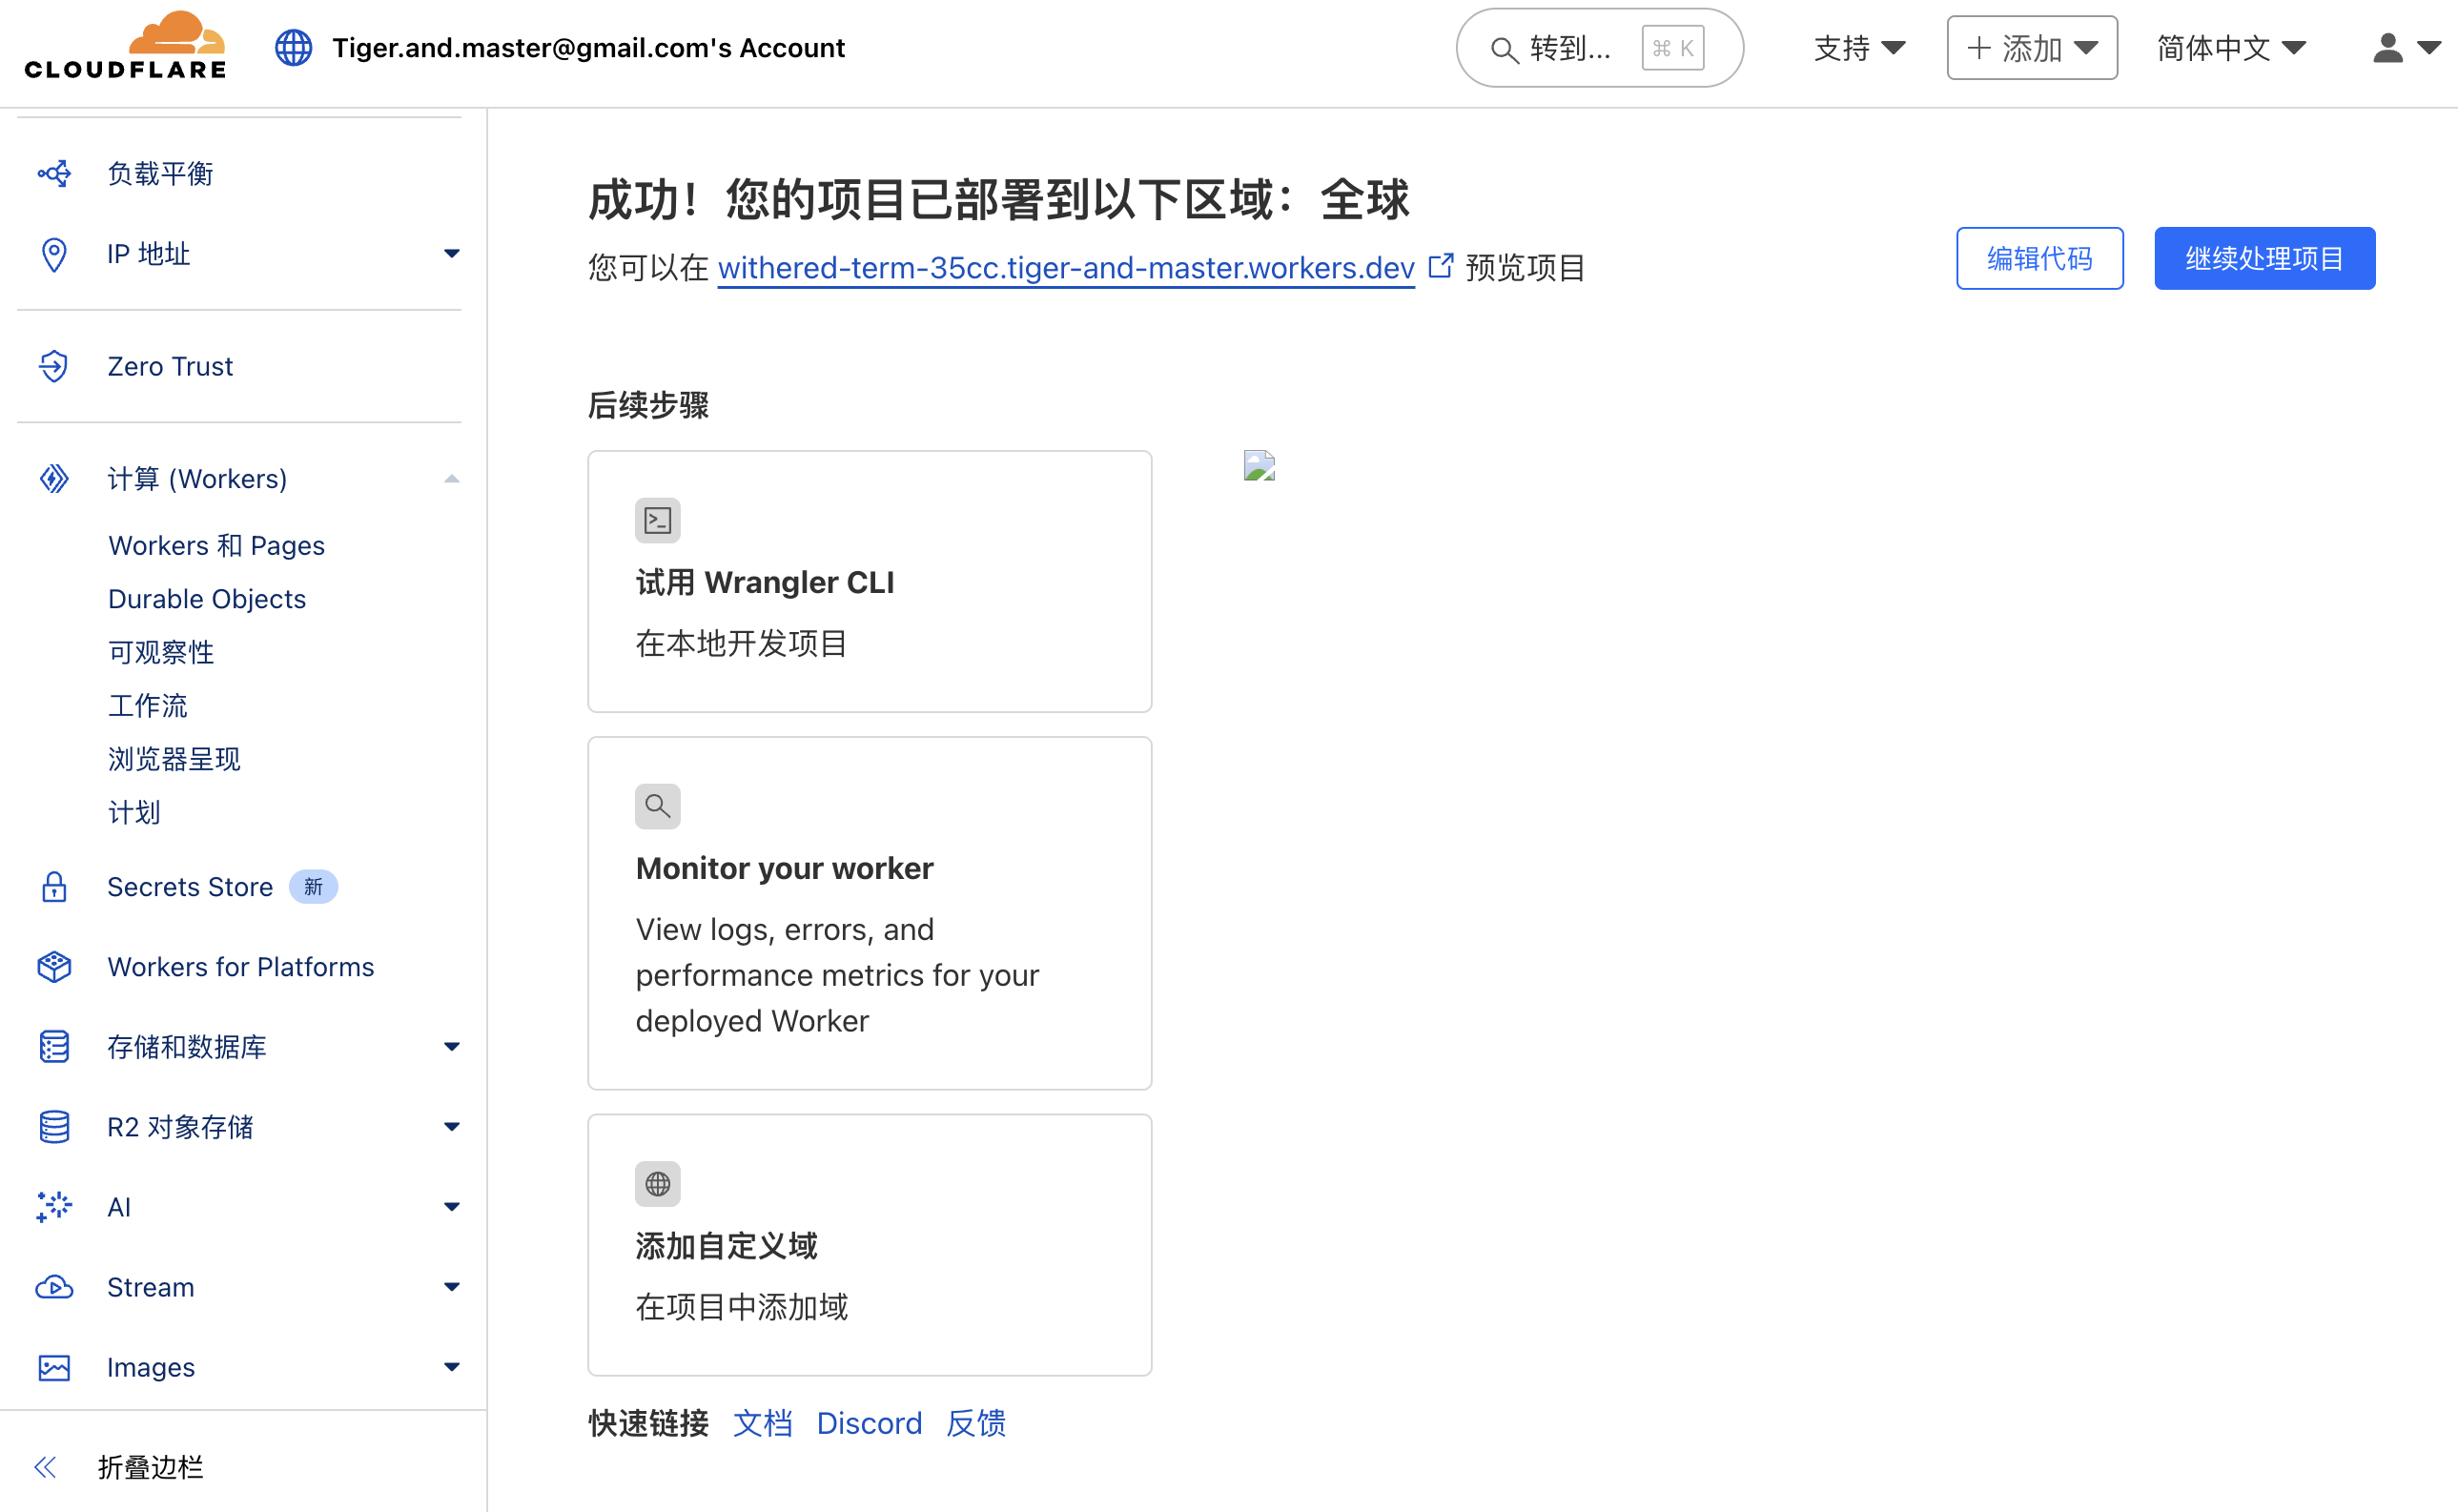 CLOUDFLARE
Tiger.and.master@gmail.com's Account
转到...
⌘ K
支持
+ 添加
简体中文
负载平衡
IP 地址
Zero Trust
计算 (Workers)
Workers 和 Pages
Durable Objects
可观察性
工作流
浏览器呈现
计划
Secrets Store 新
Workers for Platforms
存储和数据库
R2 对象存储
AI
Stream
Images
折叠边栏
成功！您的项目已部署到以下区域：全球
您可以在 withered-term-35cc.tiger-and-master.workers.dev 预览项目
编辑代码
继续处理项目
后续步骤
试用 Wrangler CLI
在本地开发项目
Monitor your worker
View logs, errors, and
performance metrics for your
deployed Worker
添加自定义域
在项目中添加域
快速链接 文档 Discord 反馈